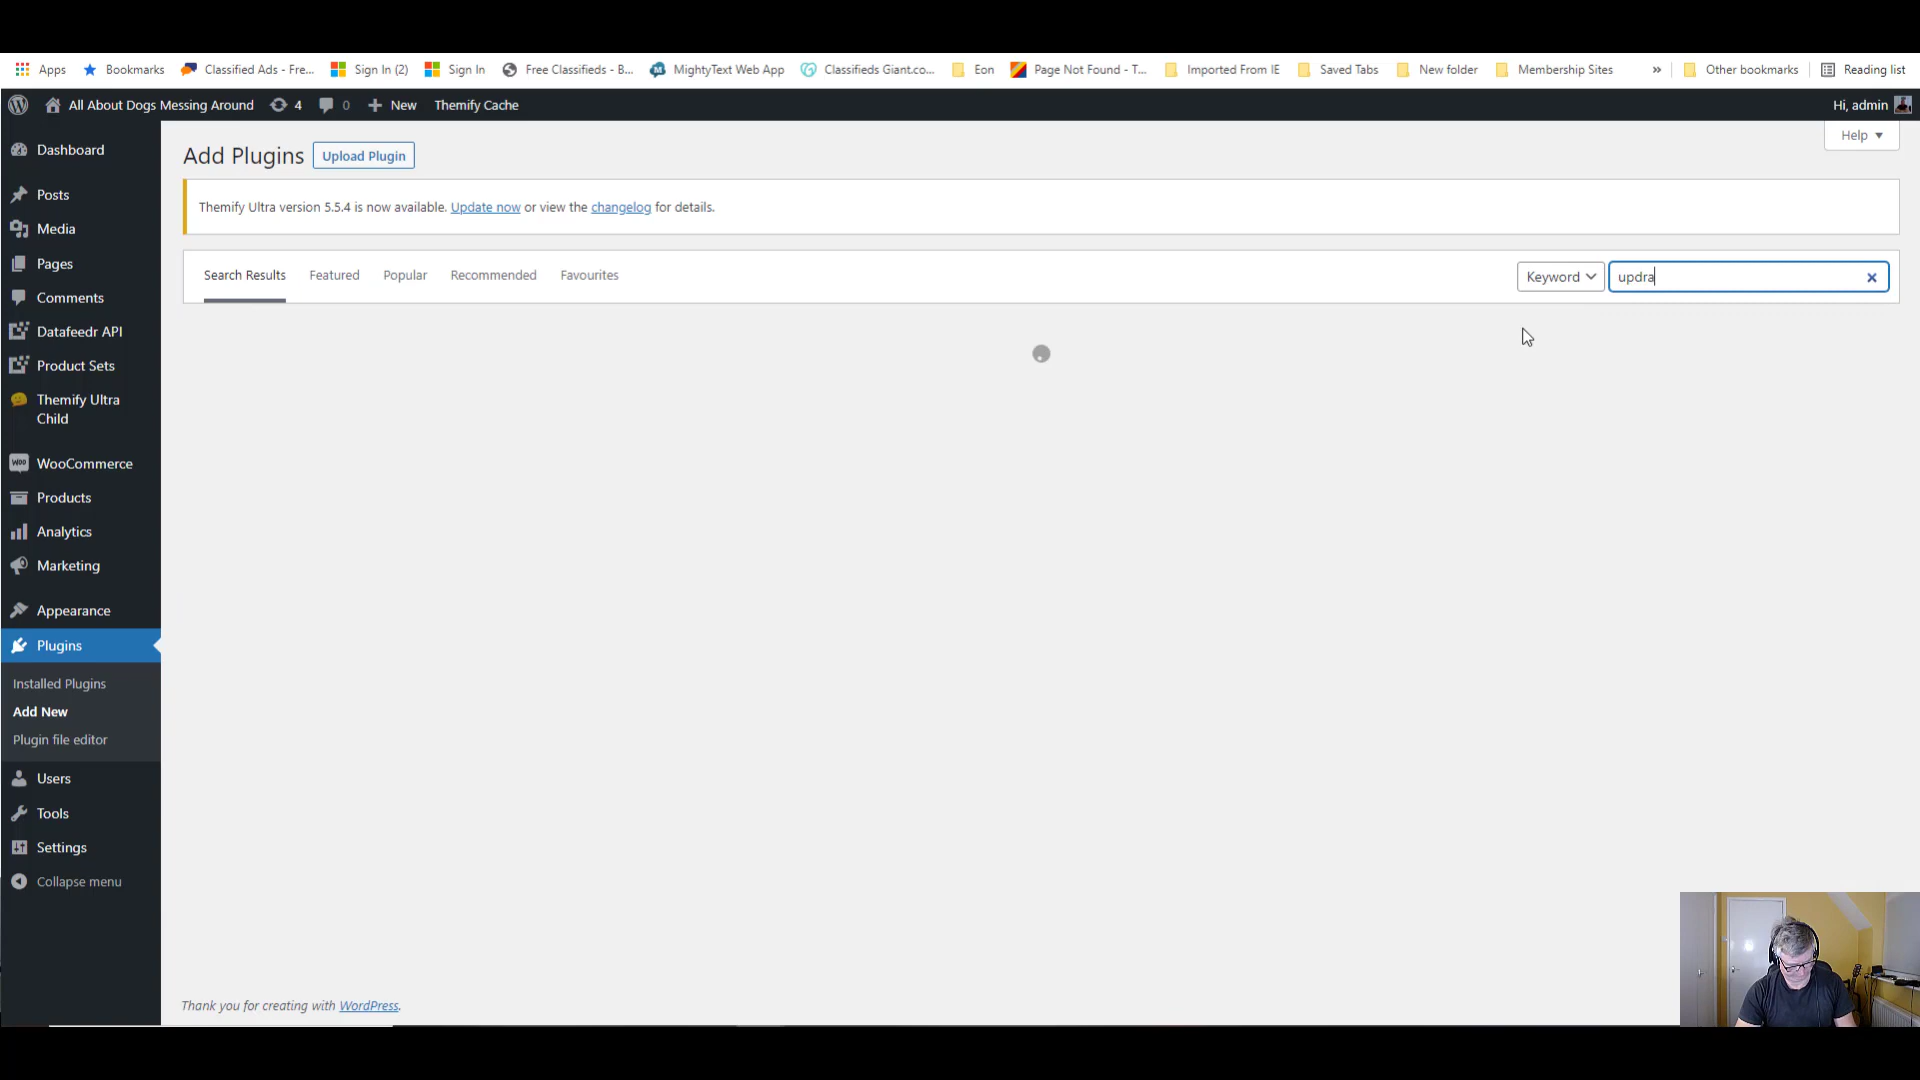 Apps Bookmarks Classified Ads - Fre... Sign In (2) Sign In Free Classifieds - B... MightyText Web App Classifieds Giant.co... Eon Page Not Found - T... Imported From IE Saved Tabs New folder Membership Sites » Other bookmarks Reading list
All About Dogs Messing Around 4 0 + New Themify Cache Hi, admin
Help
Dashboard
Posts
Media
Pages
Comments
Datafeedr API
Product Sets
Themify Ultra
Child
WooCommerce
Products
Analytics
Marketing
Appearance
Plugins
Installed Plugins
Add New
Plugin file editor
Users
Tools
Settings
Collapse menu
Add Plugins Upload Plugin
Themify Ultra version 5.5.4 is now available. Update now or view the changelog for details.
Search Results Featured Popular Recommended Favourites Keyword updra
Thank you for creating with WordPress.